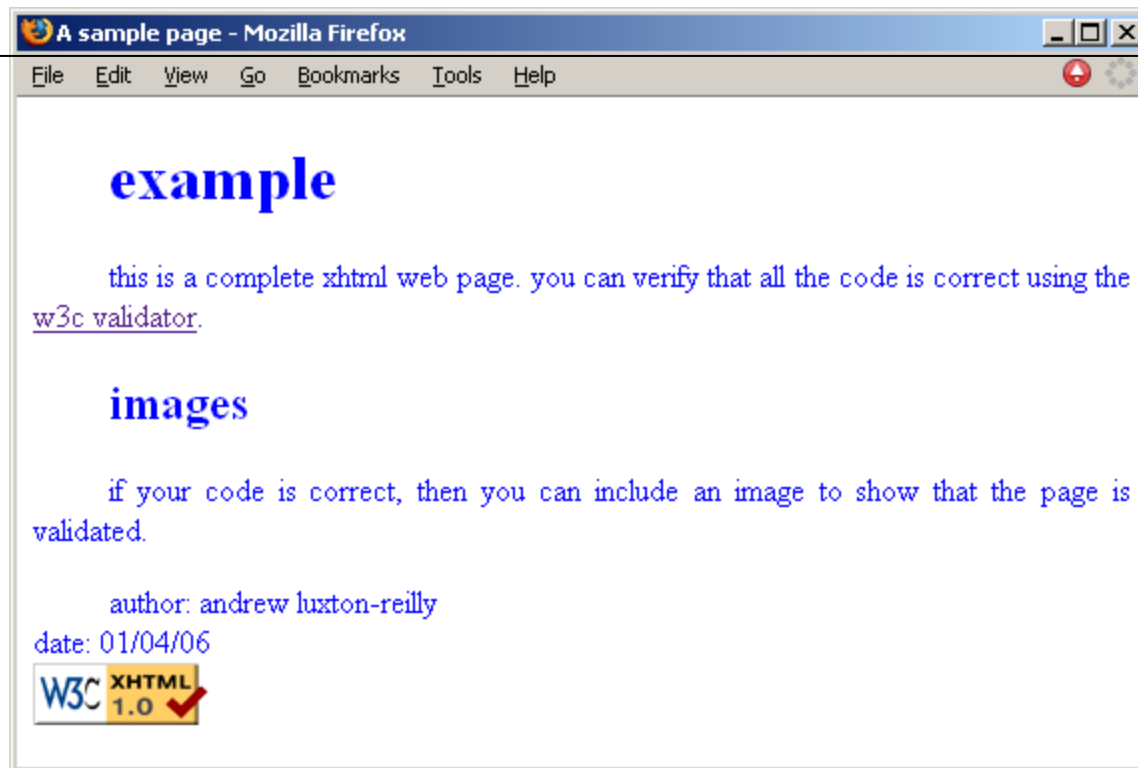 A sample page - Mozilla Firefox
File Edit View Go Bookmarks Tools Help
example
this is a complete xhtml web page. you can verify that all the code is correct using the
w3c validator.
images
if your code is correct, then you can include an image to show that the page is
validated.
author: andrew luxton-reilly
date: 01/04/06
W3C XHTML
1.0